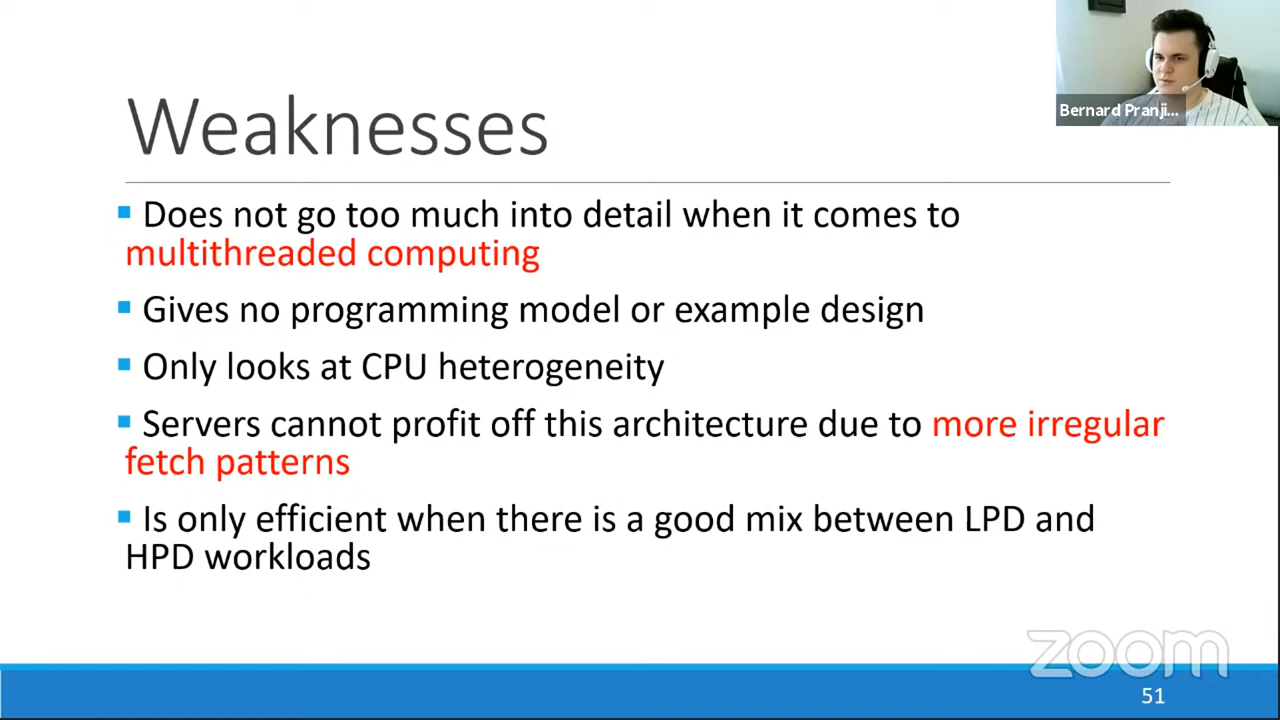 Bernard Pranji...
Weaknesses
Does not go too much into detail when it comes to
multithreaded computing
Gives no programming model or example design
Only looks at CPU heterogeneity
Servers cannot profit off this architecture due to more irregular
fetch patterns
Is only efficient when there is a good mix between LPD and
HPD workloads
zoom
51